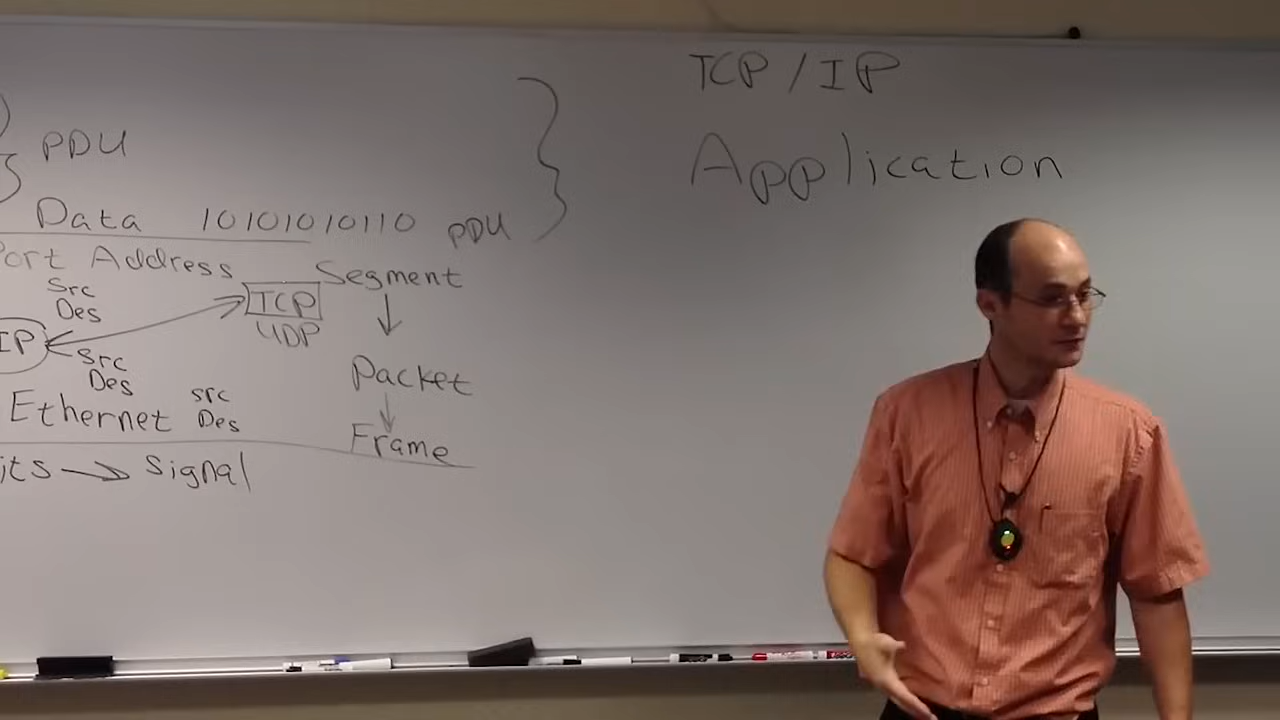 TCP / IP
Application
PDU
Data 10101010110 PDU
Port Address Segment
Src
Des
TCP
UDP
IP
Src
Des
Packet
Ethernet src
Des
Frame
its → Signal